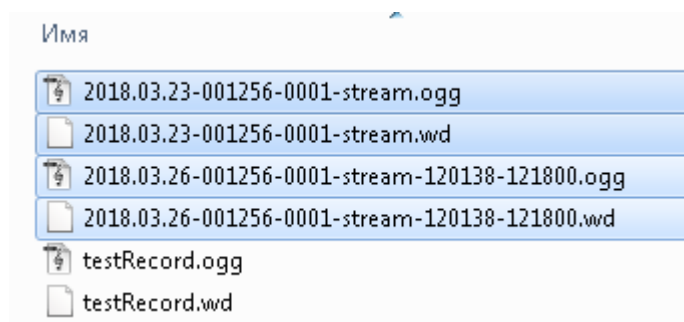 Имя
2018.03.23-001256-0001-stream.ogg
2018.03.23-001256-0001-stream.wd
2018.03.26-001256-0001-stream-120138-121800.ogg
2018.03.26-001256-0001-stream-120138-121800.wd
testRecord.ogg
testRecord.wd